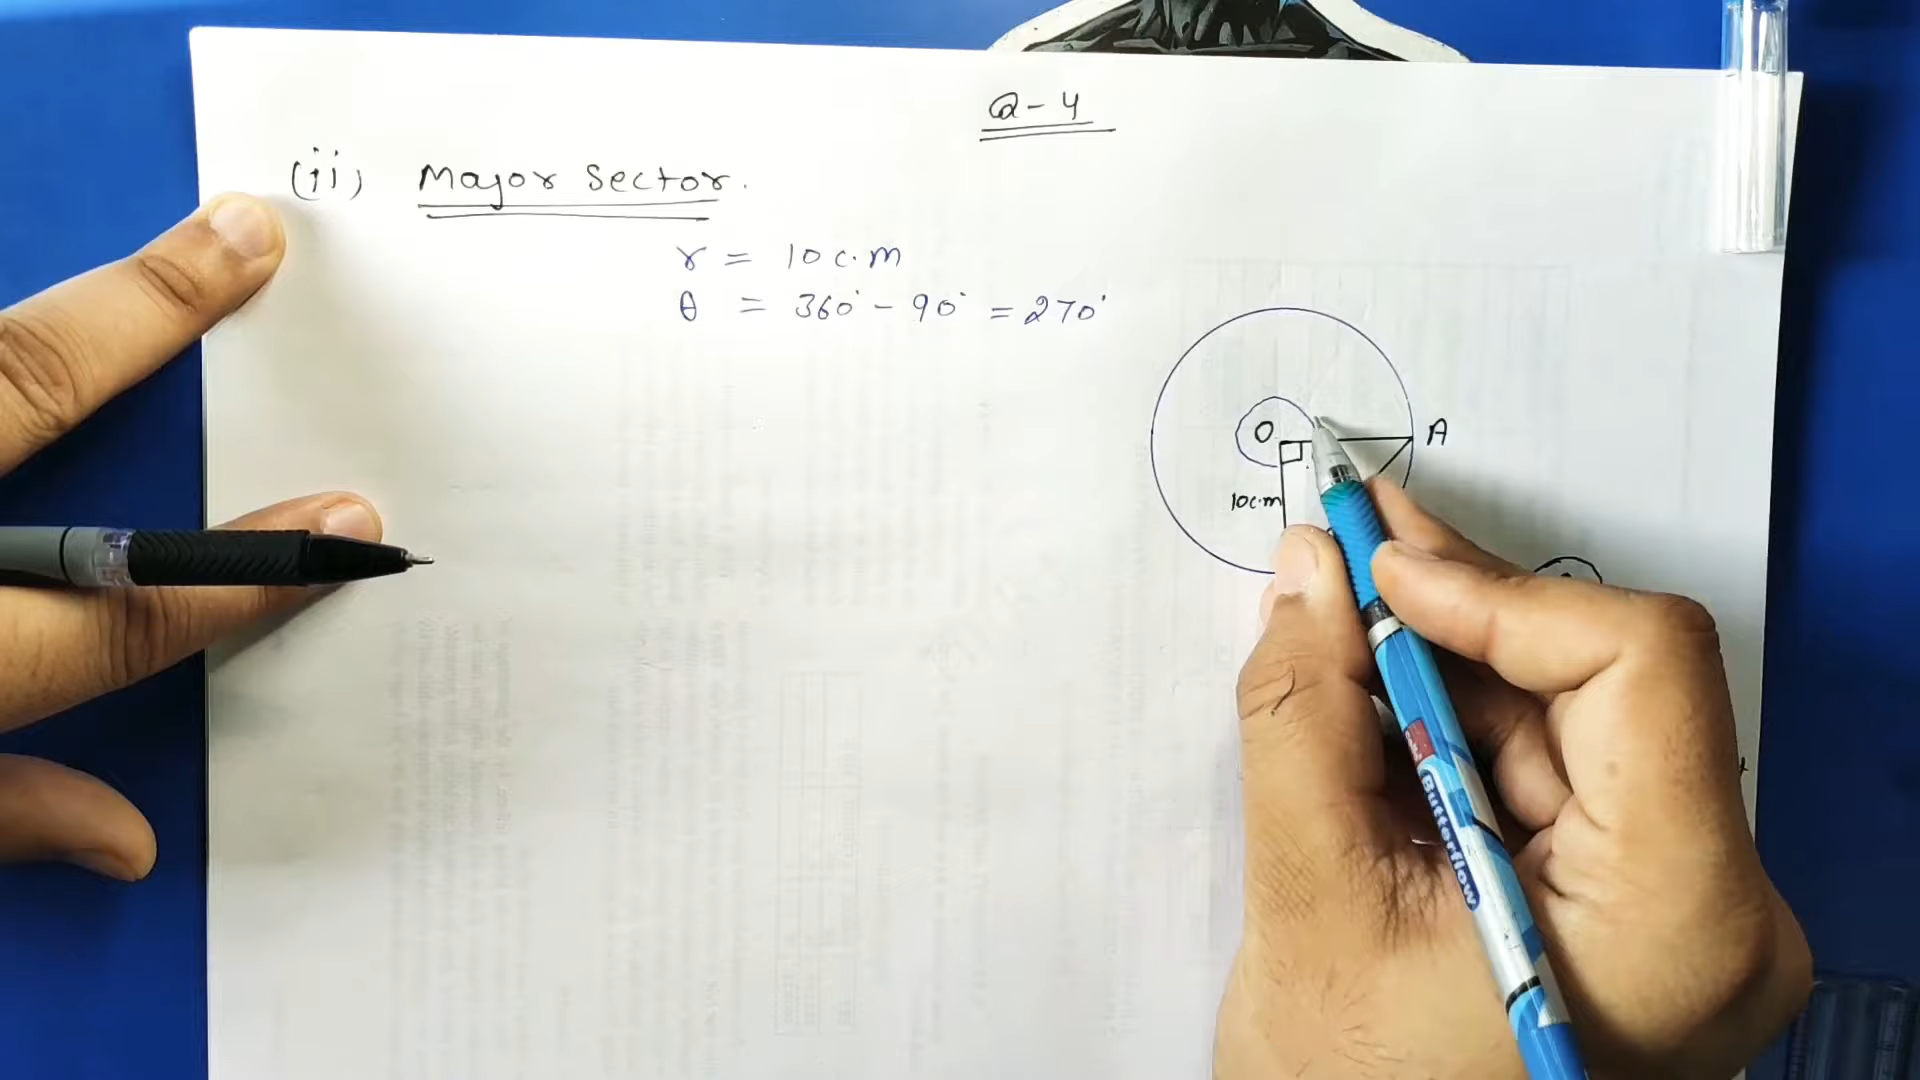 Q-4
(ii) Major Sector.
r = 10 c.m
θ = 360° - 90° = 270°
O
A
10c.m
Butterflow